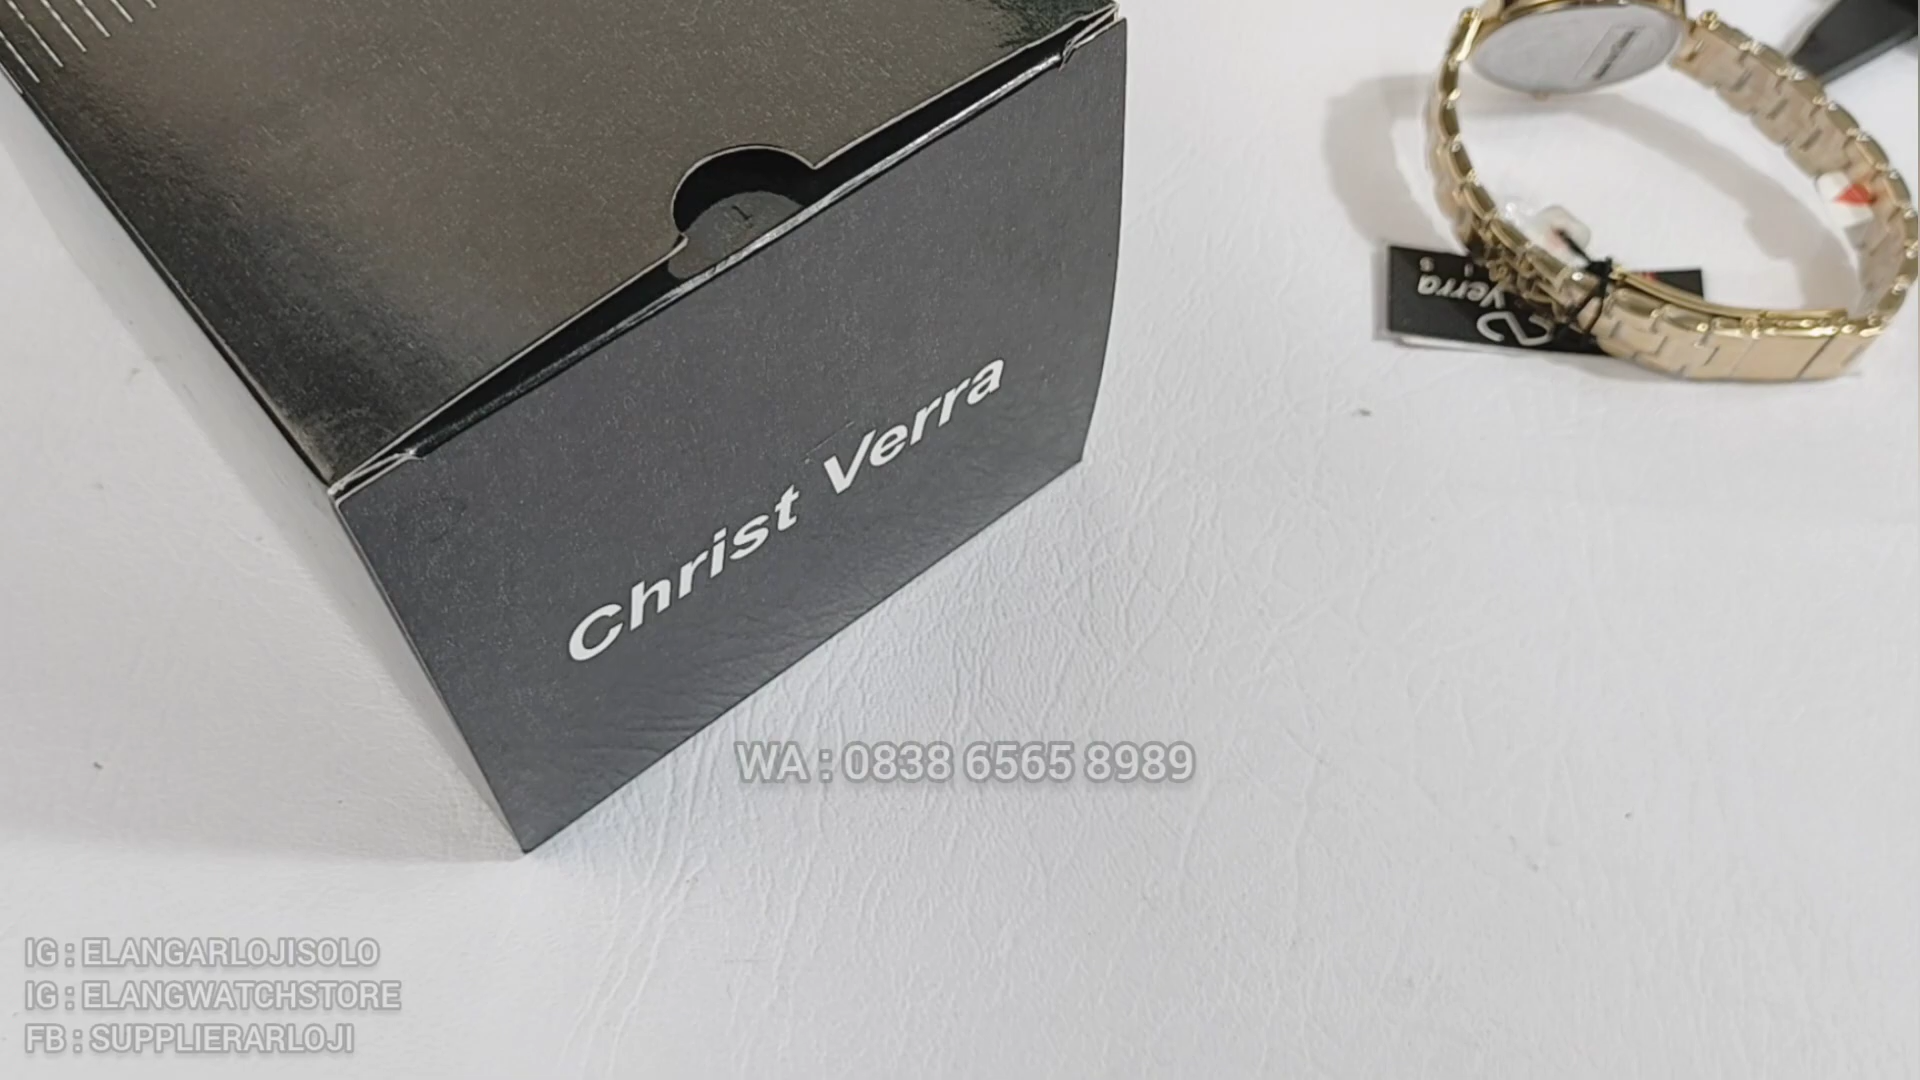 Verra
Christ Verra
WA : 0838 6565 8989
IG : ELANGARLOJISOLO
IG : ELANGWATCHSTORE
FB : SUPPLIERARLOJI